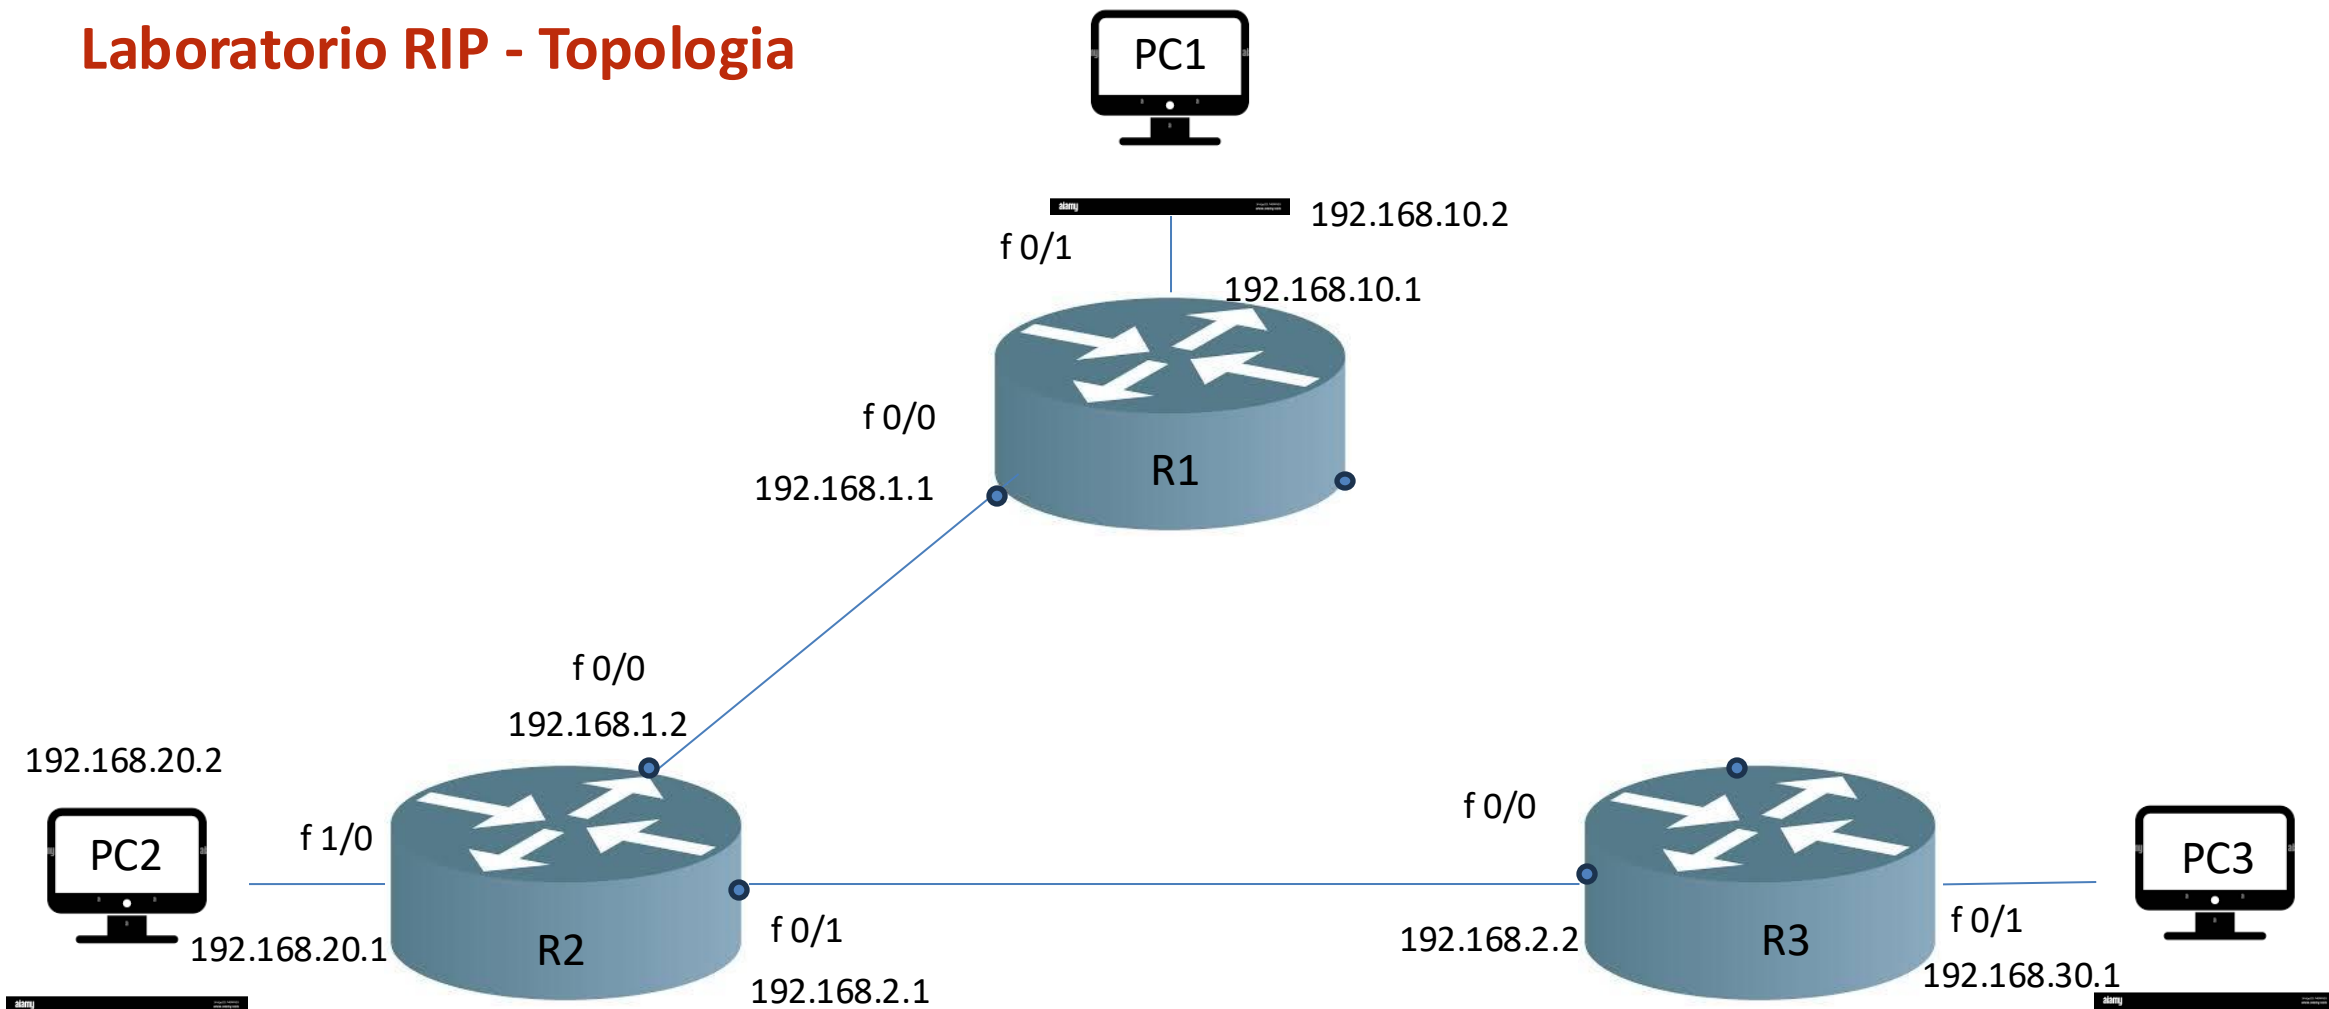 Laboratorio RIP - Topologia
PC1
alamy
192.168.10.2
f 0/1
192.168.10.1
f 0/0
R1
192.168.1.1
f 0/0
192.168.1.2
192.168.20.2
f 0/0
f 1/0
PC2
PC3
f 0/1
f 0/1
192.168.20.1
R2
192.168.2.2
R3
192.168.30.1
192.168.2.1
alamy
alamy